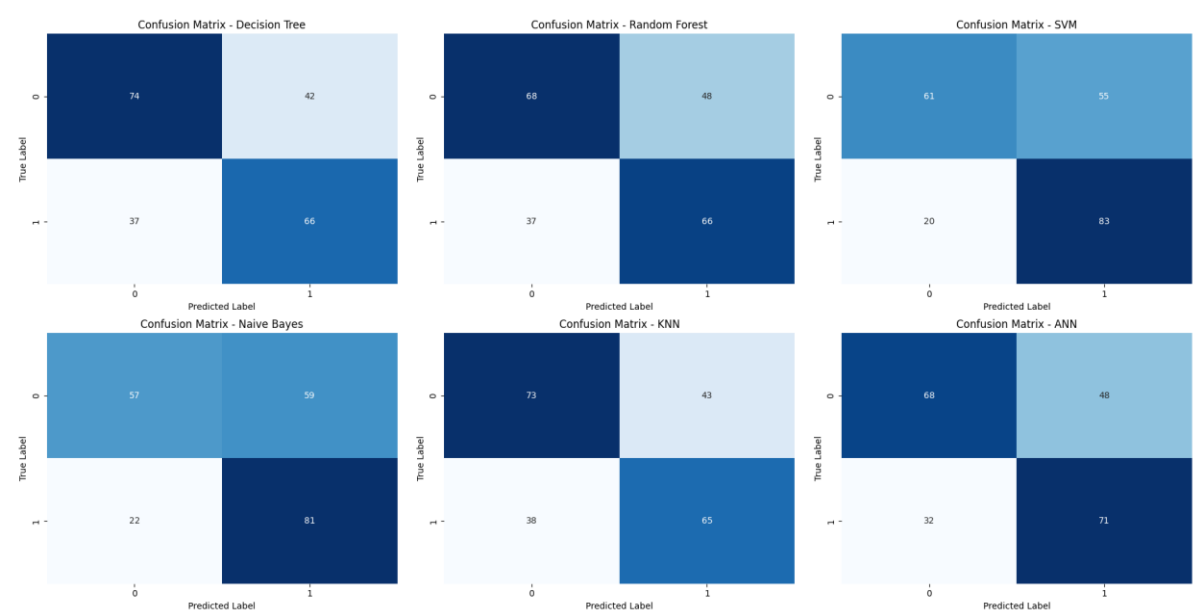 Confusion Matrix - Decision Tree
0
74
42
True Label
1
37
66
0
1
Predicted Label
Confusion Matrix - Random Forest
0
68
48
True Label
1
37
66
0
1
Predicted Label
Confusion Matrix - SVM
0
61
55
True Label
1
20
83
0
1
Predicted Label
Confusion Matrix - Naive Bayes
0
57
59
True Label
1
22
81
0
1
Predicted Label
Confusion Matrix - KNN
0
73
43
True Label
1
38
65
0
1
Predicted Label
Confusion Matrix - ANN
0
68
48
True Label
1
32
71
0
1
Predicted Label